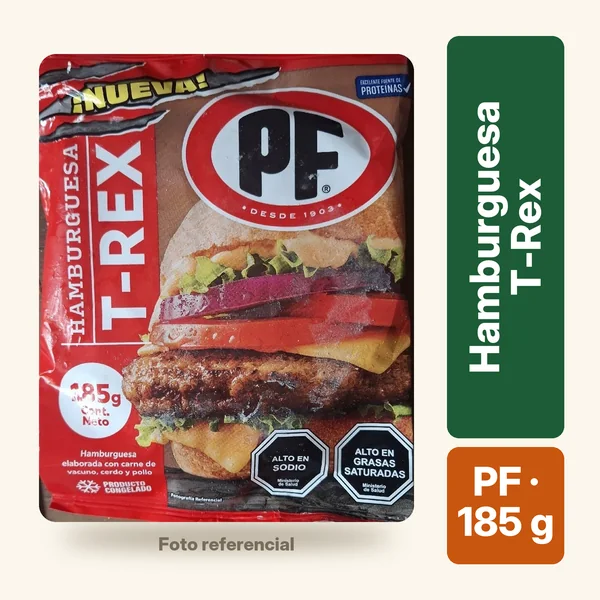 ¡NUEVA!
HAMBURGUESA
T-REX
EXCELENTE FUENTE DE
PROTEINAS
PF®
• DESDE 1903 •
185g
Cont.
Neto
Hamburguesa
elaborada con carne de
vacuno, cerdo y pollo
PRODUCTO
CONGELADO
Fotografía Referencial
ALTO EN
SODIO
Ministerio
de Salud
ALTO EN
GRASAS
SATURADAS
Ministerio
de Salud
Foto referencial
Hamburguesa
T-Rex
PF ·
185 g